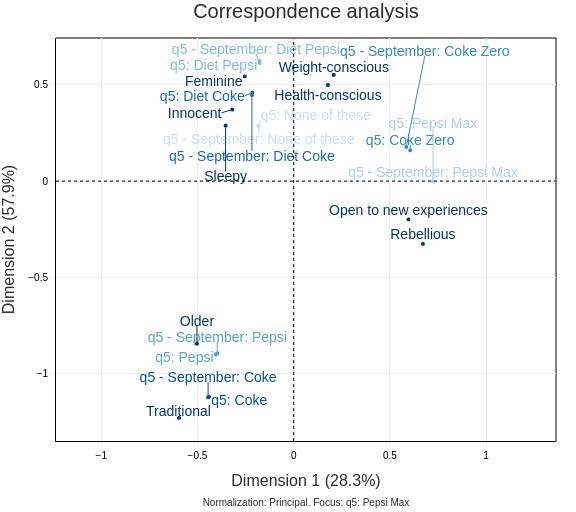 Correspondence analysis
q5 - September: Diet Pepsi
q5 - September: Coke Zero
q5: Diet Pepsi
Weight-conscious
Feminine
0.5
q5: Diet Coke
Health-conscious
Innocent
q5: None of these
q5: Pepsi Max
q5 - September: None of these
q5: Coke Zero
q5 - September: Diet Coke
Sleepy
q5 - September: Pepsi Max
0
Open to new experiences
Rebellious
−0.5
Older
q5 - September: Pepsi
q5: Pepsi
−1
q5 - September: Coke
q5: Coke
Traditional
−1
−0.5
0
0.5
1
Dimension 2 (57.9%)
Dimension 1 (28.3%)
Normalization: Principal. Focus: q5: Pepsi Max